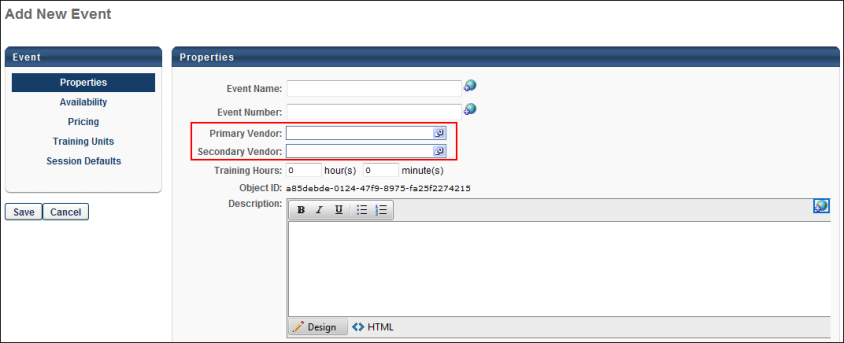 Add New Event
Event
Properties
Availability
Pricing
Training Units
Session Defaults
Save Cancel
Properties
Event Name:
Event Number:
Primary Vendor:
Secondary Vendor:
Training Hours: 0 hour(s) 0 minute(s)
Object ID: a85debde-0124-47f9-8975-fa25f2274215
Description:
B I U
Design HTML